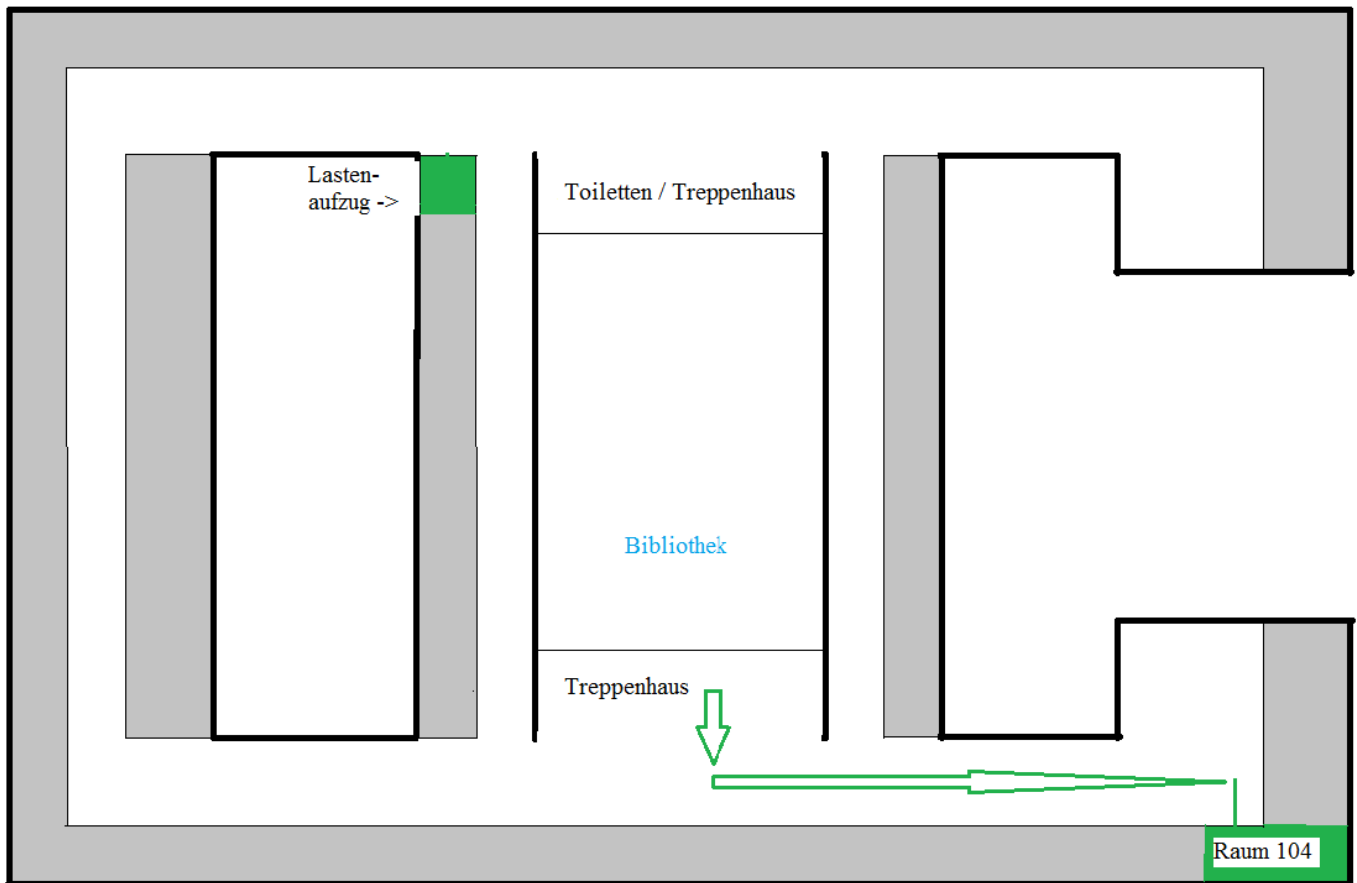 Lasten-
aufzug ->
Toiletten / Treppenhaus
Bibliothek
Treppenhaus
Raum 104